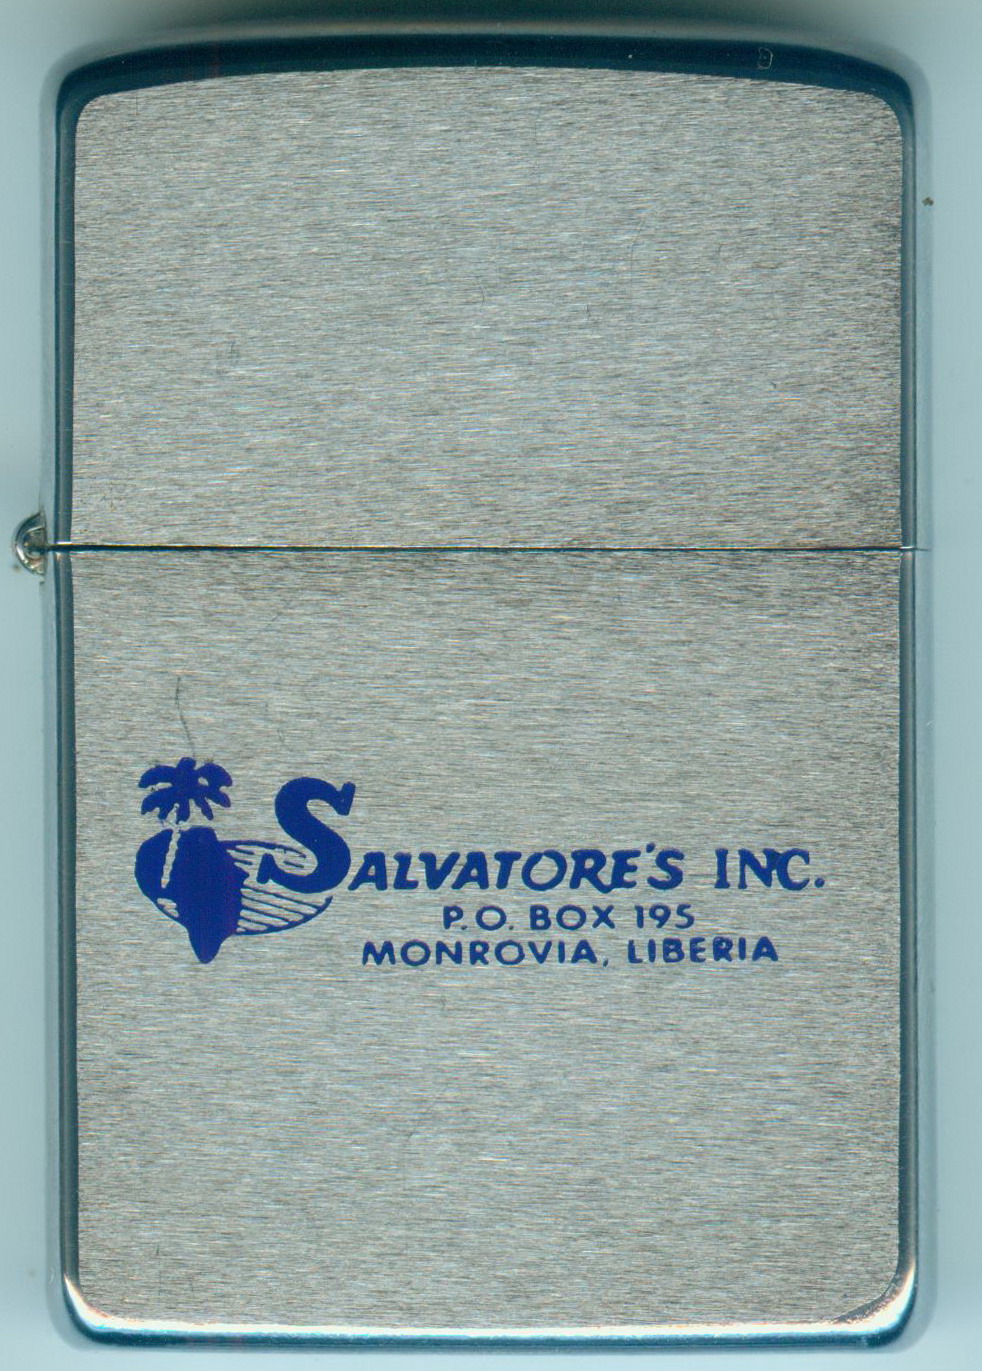 SALVATORE'S INC.
P.O. BOX 195
MONROVIA, LIBERIA